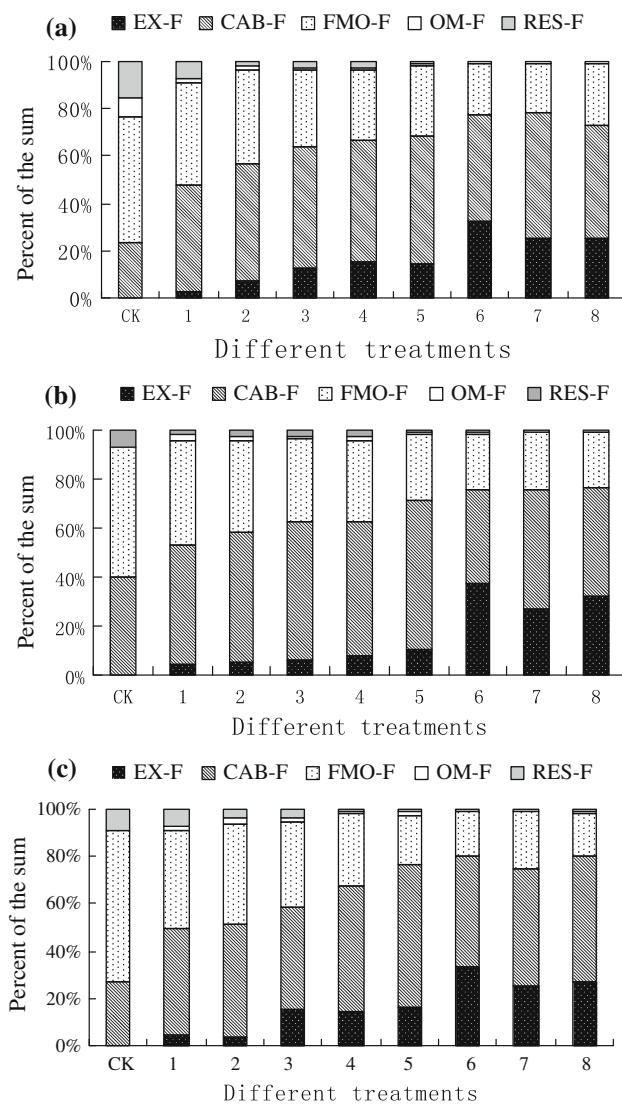 (a)
EX-F CAB-F FMO-F OM-F RES-F
Percent of the sum
100%
80%
60%
40%
20%
0%
CK 1 2 3 4 5 6 7 8
Different treatments
(b)
EX-F CAB-F FMO-F OM-F RES-F
Percent of the sum
100%
80%
60%
40%
20%
0%
CK 1 2 3 4 5 6 7 8
Different treatments
(c)
EX-F CAB-F FMO-F OM-F RES-F
Percent of the sum
100%
80%
60%
40%
20%
0%
CK 1 2 3 4 5 6 7 8
Different treatments